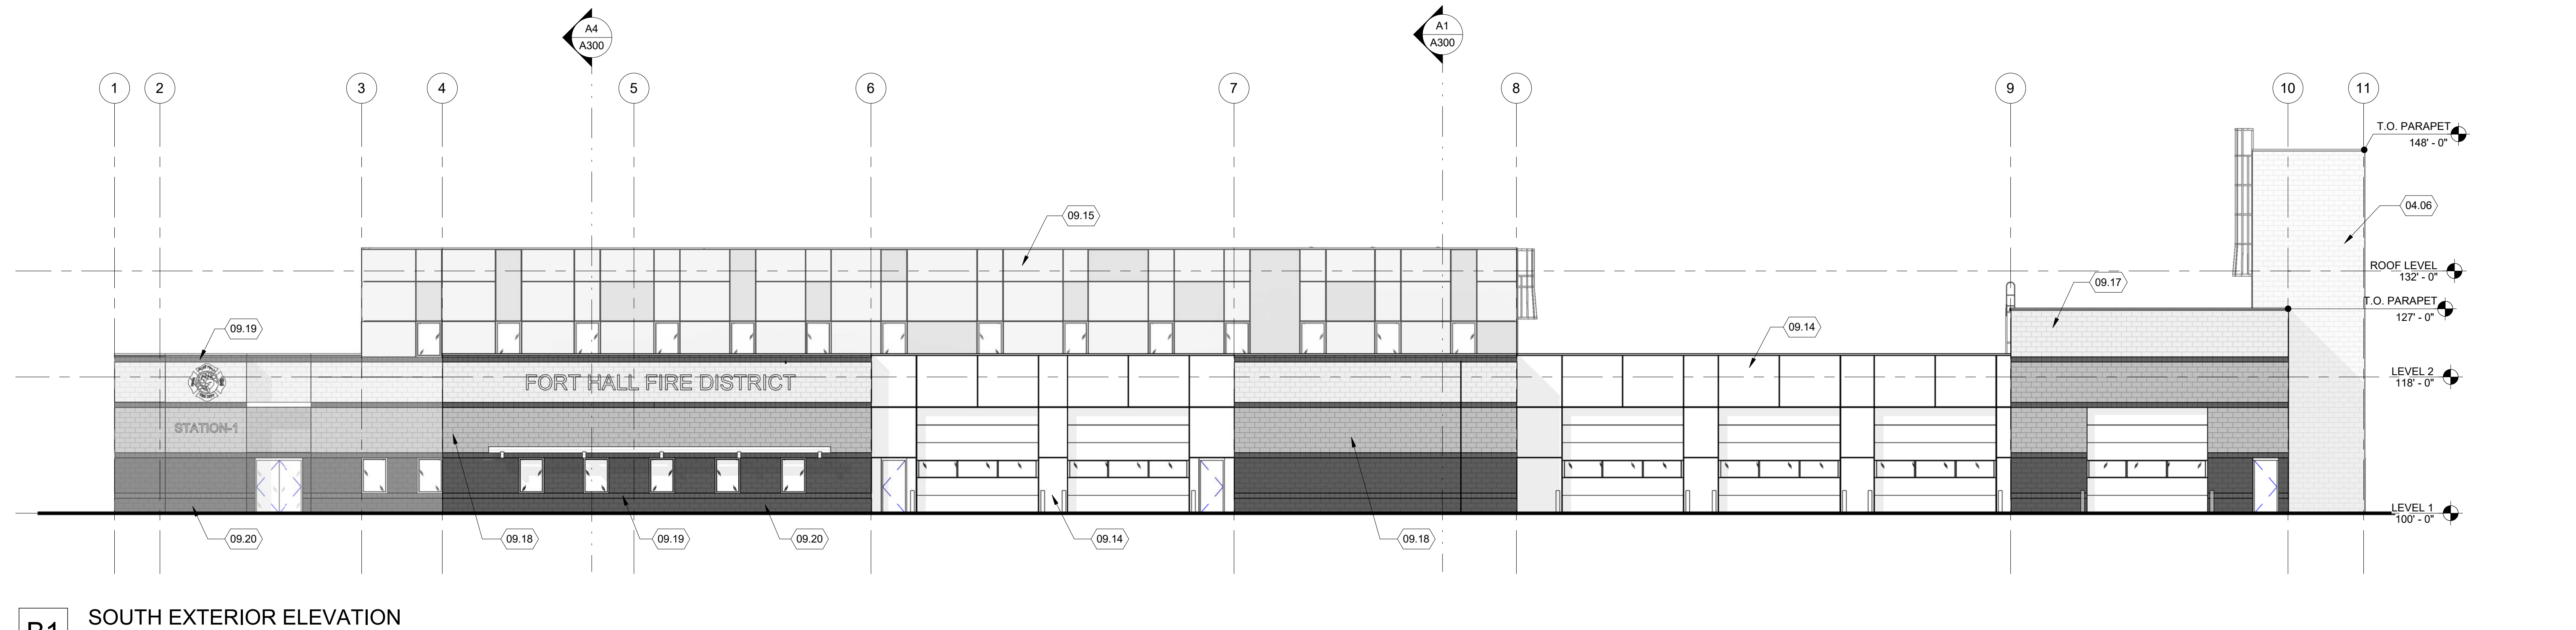 A4
A300
A1
A300
1
2
3
4
5
6
7
8
9
10
11
T.O. PARAPET
148' - 0"
04.06
09.15
ROOF LEVEL
132' - 0"
09.17
T.O. PARAPET
127' - 0"
09.19
09.14
LEVEL 2
118' - 0"
FORT HALL FIRE DISTRICT
STATION-1
LEVEL 1
100' - 0"
09.20
09.18
09.19
09.20
09.14
09.18
SOUTH EXTERIOR ELEVATION